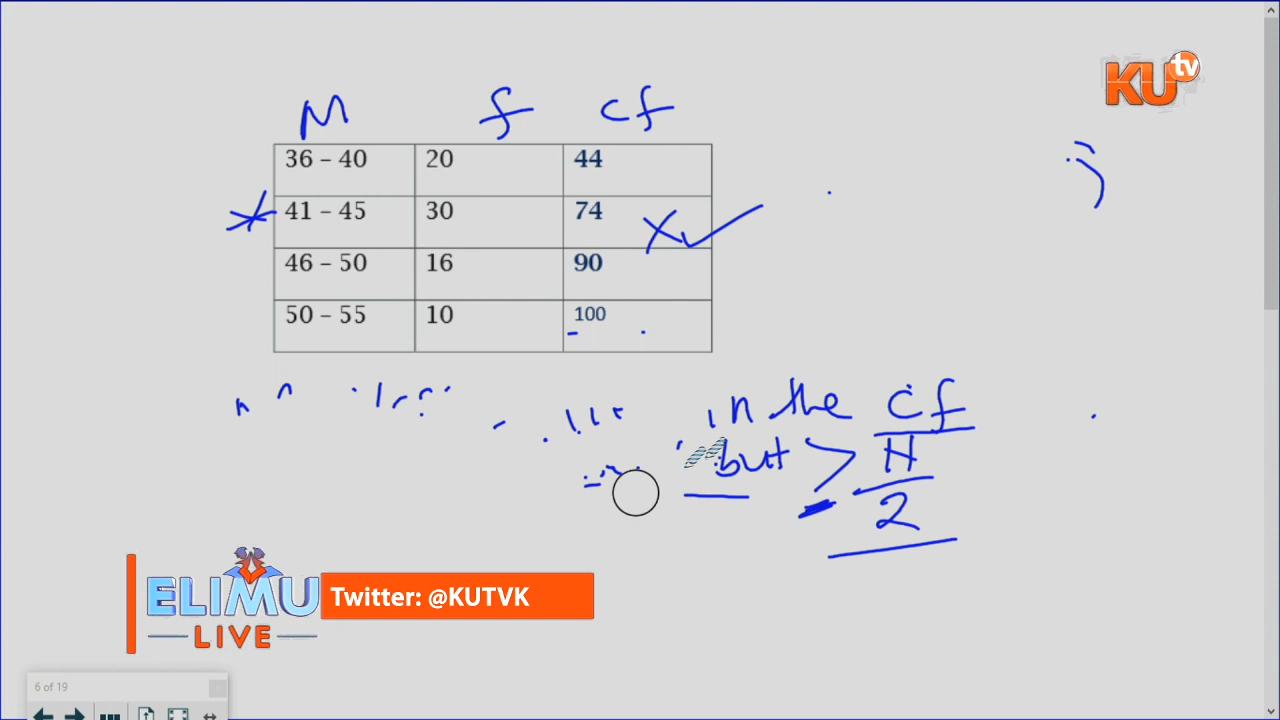 KU tv
M f cf
36 – 40 20 44
41 – 45 30 74
46 – 50 16 90
50 – 55 10 100
in the cf
but > N
2
ELIMU
LIVE
Twitter: @KUTVK
6 of 19